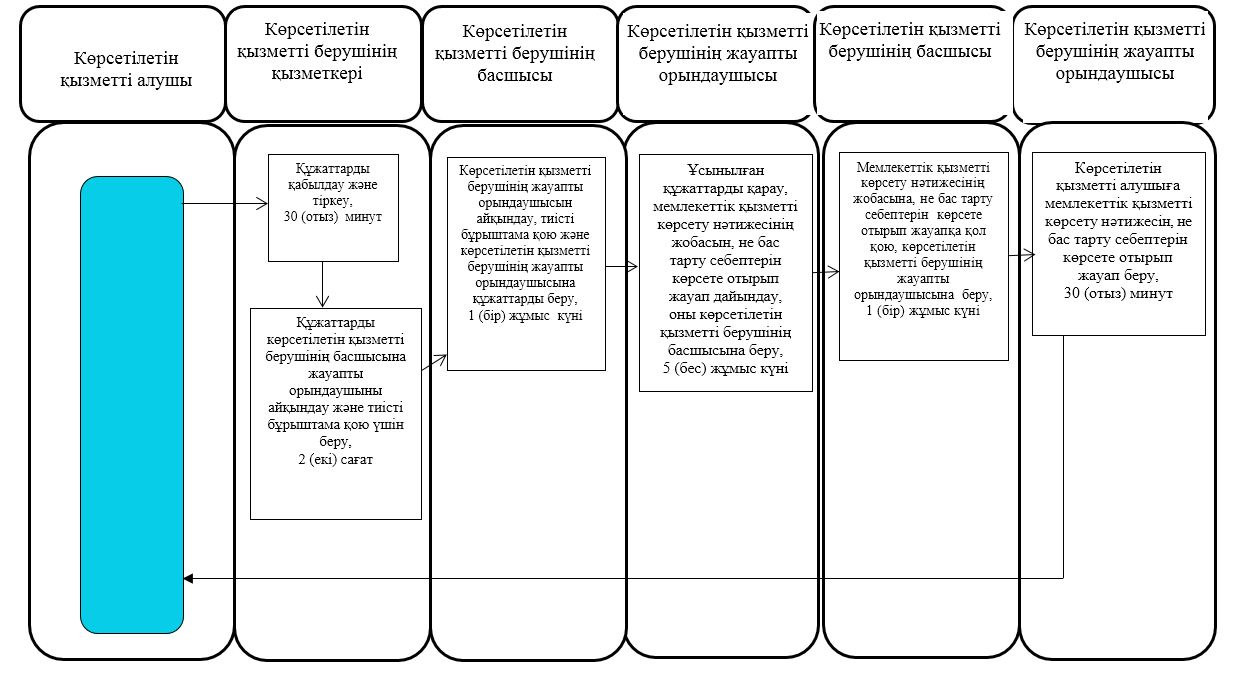 Көрсетілетін
қызметті алушы
Көрсетілетін
қызметті берушінің
қызметкері
Көрсетілетін
қызметті берушінің
басшысы
Көрсетілетін қызметті
берушінің жауапты
орындаушысы
Көрсетілетін қызметті
берушінің басшысы
Көрсетілетін қызметті
берушінің жауапты
орындаушысы
Құжаттарды
қабылдау және
тіркеу,
30 (отыз) минут
Құжаттарды
көрсетілетін қызметті
берушінің басшысына
жауапты
орындаушыны
айқындау және тиісті
бұрыштама қою үшін
беру,
2 (екі) сағат
Көрсетілетін қызметті
берушінің жауапты
орындаушысын
айқындау, тиісті
бұрыштама қою және
көрсетілетін қызметті
берушінің жауапты
орындаушысына
құжаттарды беру,
1 (бір) жұмыс күні
Ұсынылған
құжаттарды қарау,
мемлекеттік қызметті
көрсету нәтижесінің
жобасын, не бас
тарту себептерін
көрсете отырып
жауап дайындау,
оны көрсетілетін
қызметті берушінің
басшысына беру,
5 (бес) жұмыс күні
Мемлекеттік қызметті
көрсету нәтижесінің
жобасына, не бас тарту
себептерін көрсете
отырып жауапқа қол
қою, көрсетілетін
қызметті берушінің
жауапты
орындаушысына беру,
1 (бір) жұмыс күні
Көрсетілетін
қызметті алушыға
мемлекеттік қызметті
көрсету нәтижесін, не
бас тарту себептерін
көрсете отырып
жауап беру,
30 (отыз) минут